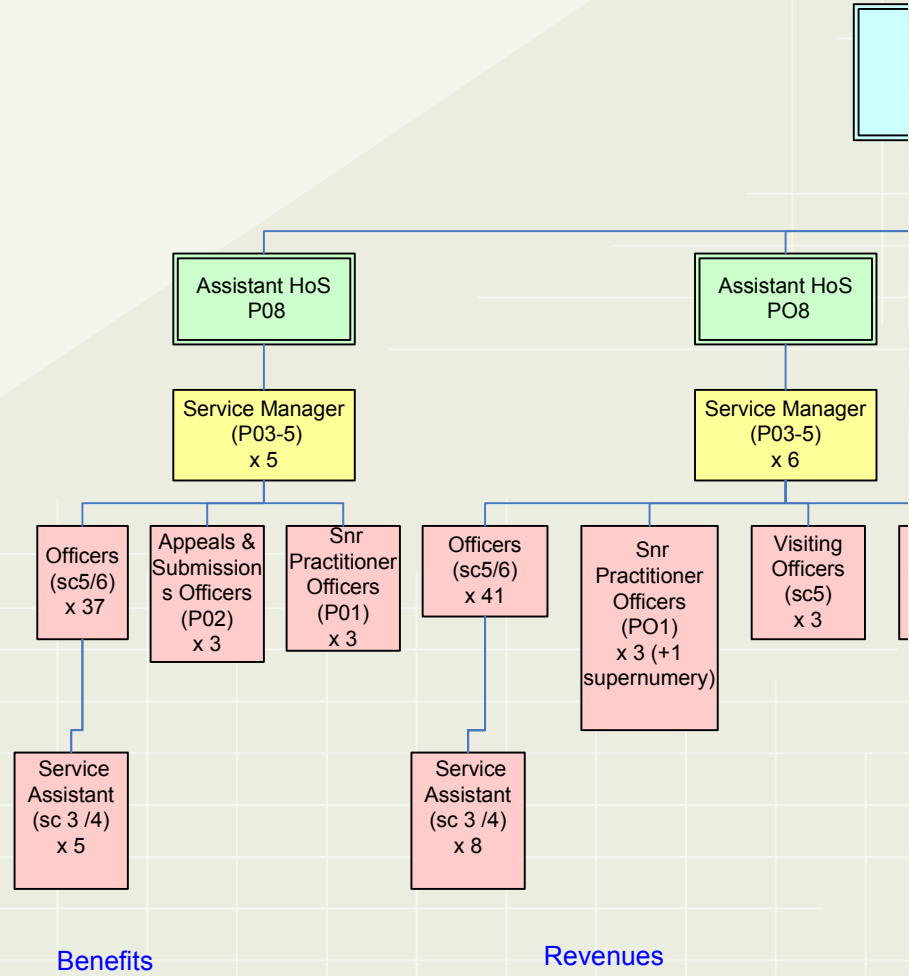 Assistant HoS
P08
Assistant HoS
PO8
Service Manager
(P03-5)
x 5
Service Manager
(P03-5)
x 6
Officers
(sc5/6)
x 37
Appeals &
Submission
s Officers
(P02)
x 3
Snr
Practitioner
Officers
(P01)
x 3
Officers
(sc5/6)
x 41
Snr
Practitioner
Officers
(PO1)
x 3 (+1
supernumery)
Visiting
Officers
(sc5)
x 3
Service
Assistant
(sc 3 /4)
x 5
Service
Assistant
(sc 3 /4)
x 8
Benefits
Revenues